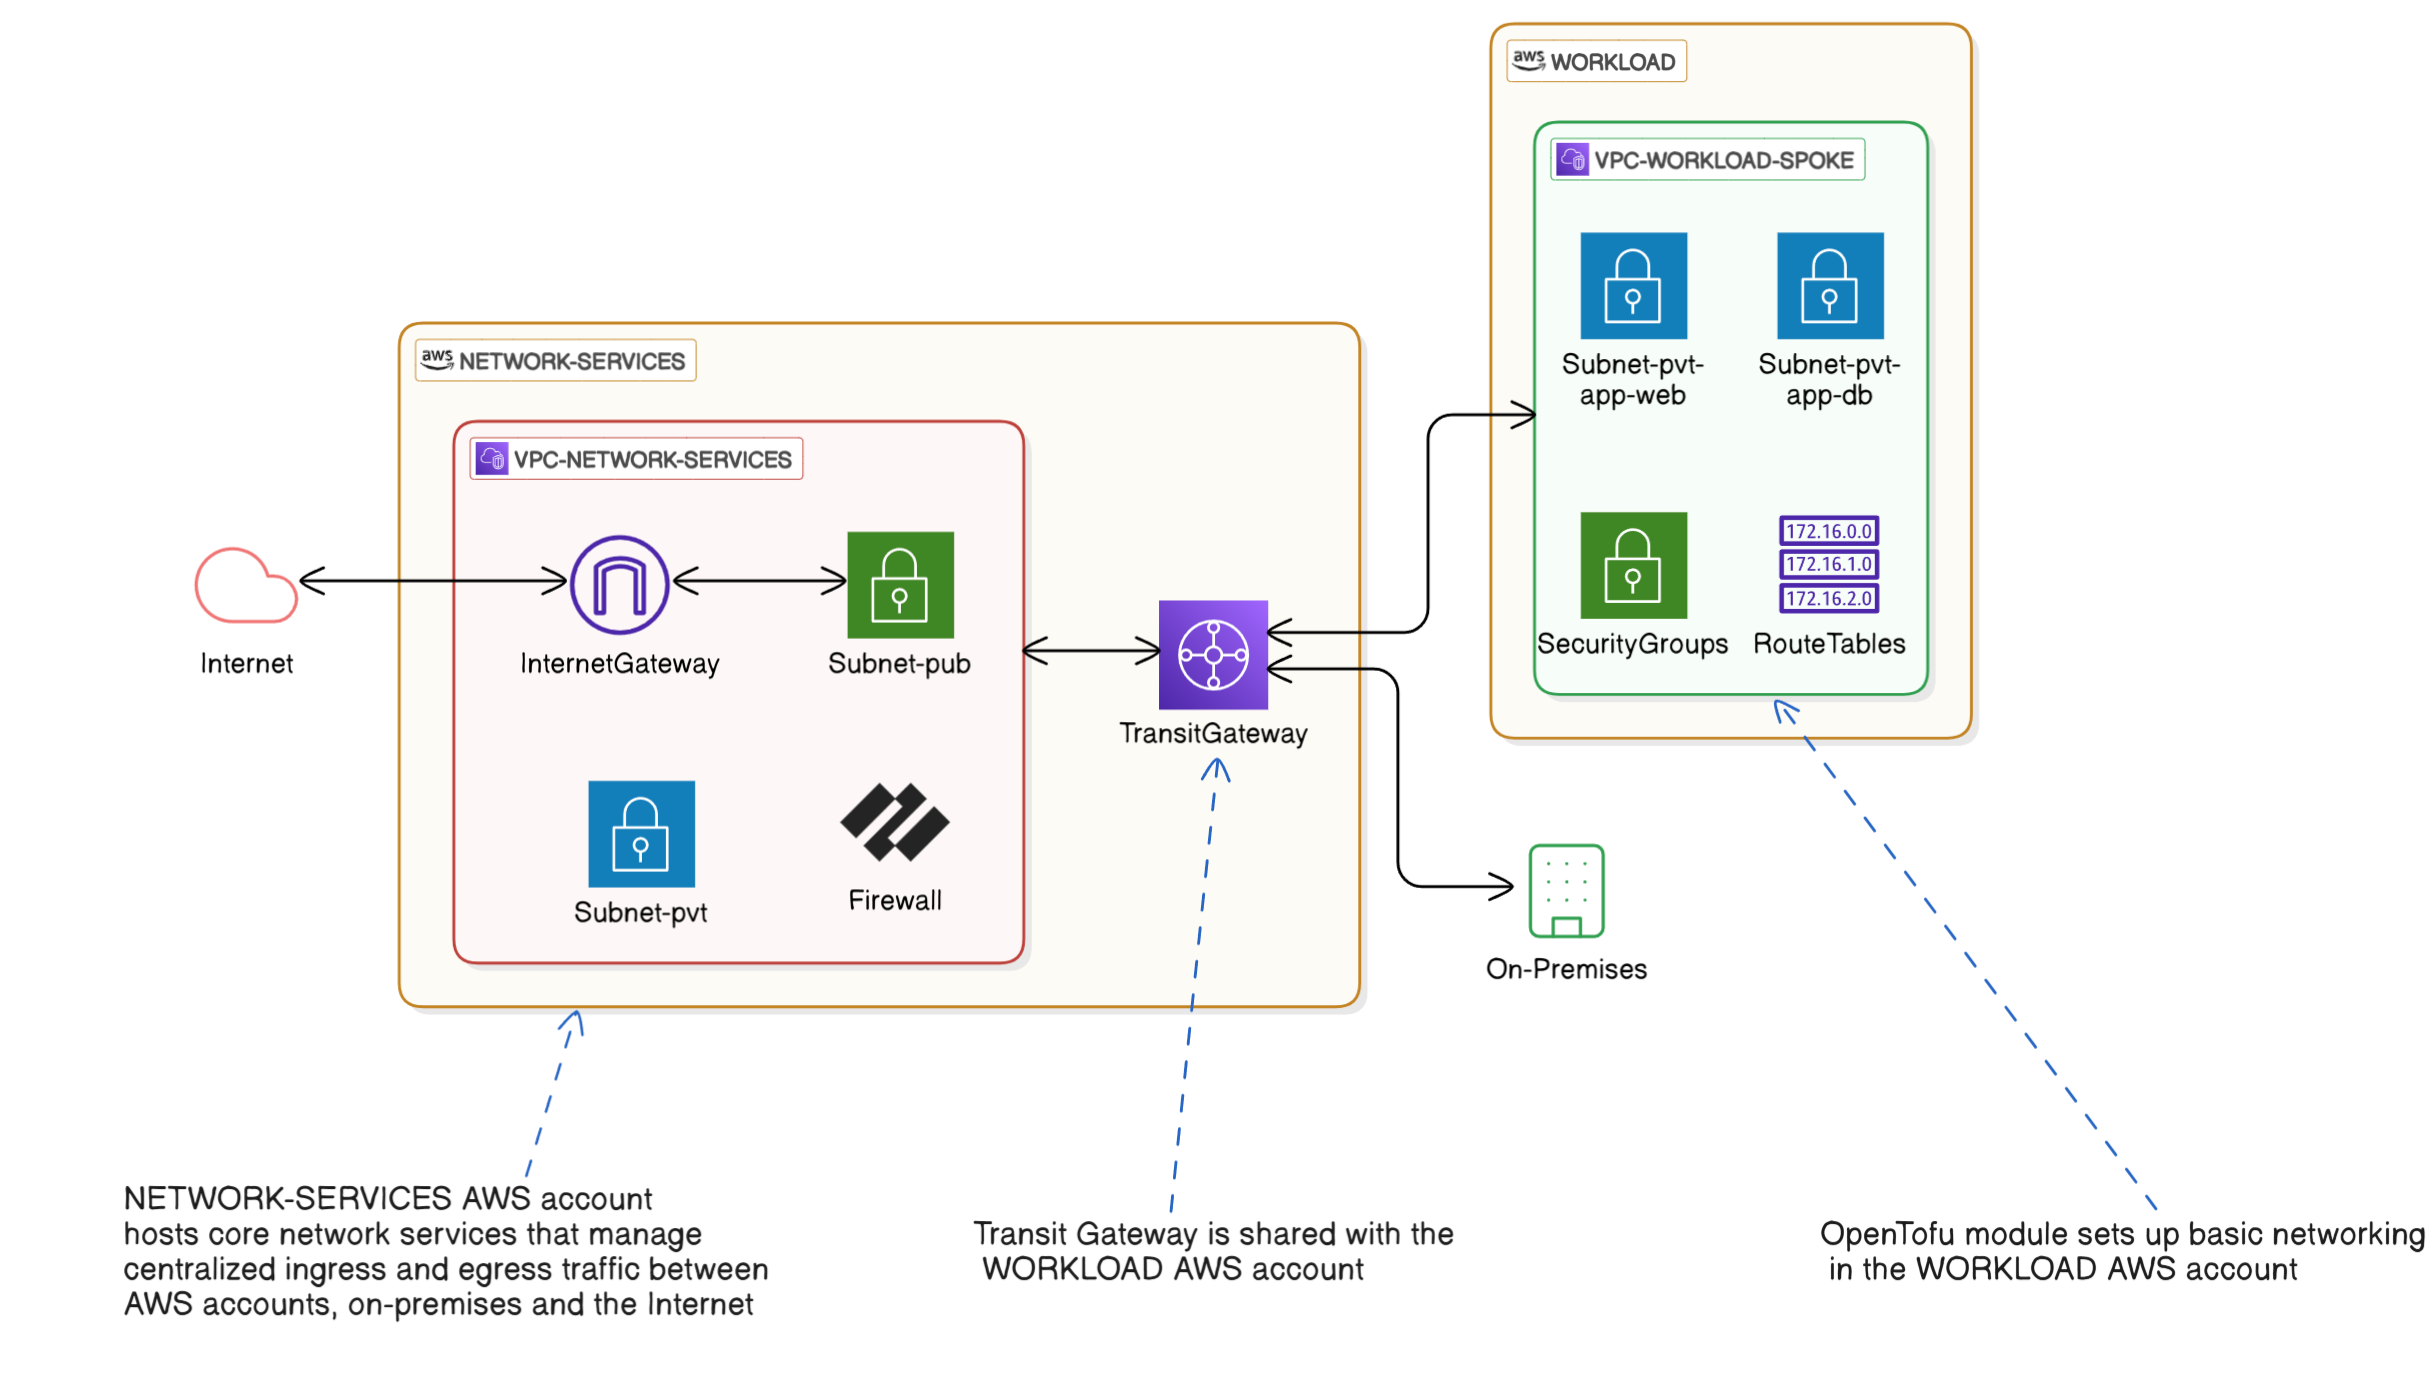 aws WORKLOAD
VPC-WORKLOAD-SPOKE
Subnet-pvt-
app-web
Subnet-pvt-
app-db
SecurityGroups
172.16.0.0
172.16.1.0
172.16.2.0
RouteTables
aws NETWORK-SERVICES
VPC-NETWORK-SERVICES
Internet
InternetGateway
Subnet-pub
Subnet-pvt
Firewall
TransitGateway
On-Premises
NETWORK-SERVICES AWS account
hosts core network services that manage
centralized ingress and egress traffic between
AWS accounts, on-premises and the Internet
Transit Gateway is shared with the
WORKLOAD AWS account
OpenTofu module sets up basic networking
in the WORKLOAD AWS account